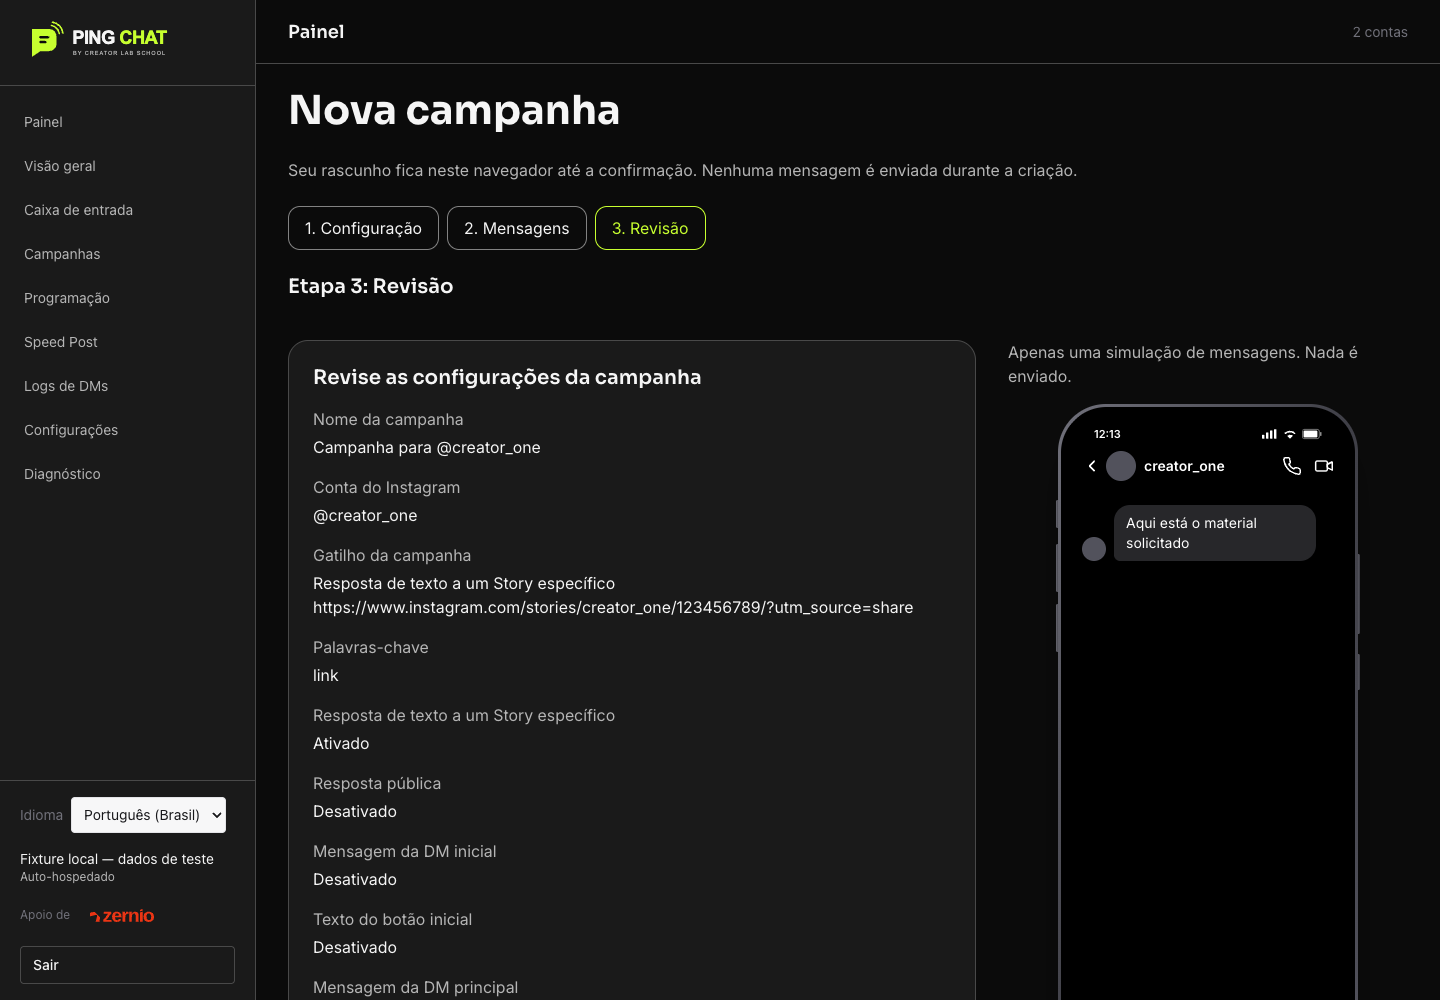 PING CHAT
BY CREATOR LAB SCHOOL
Painel
Visão geral
Caixa de entrada
Campanhas
Programação
Speed Post
Logs de DMs
Configurações
Diagnóstico
Idioma
Português (Brasil)
Fixture local — dados de teste
Auto-hospedado
Apoio de
zernio
Sair
Painel
2 contas
Nova campanha
Seu rascunho fica neste navegador até a confirmação. Nenhuma mensagem é enviada durante a criação.
1. Configuração
2. Mensagens
3. Revisão
Etapa 3: Revisão
Revise as configurações da campanha
Nome da campanha
Campanha para @creator_one
Conta do Instagram
@creator_one
Gatilho da campanha
Resposta de texto a um Story específico
https://www.instagram.com/stories/creator_one/123456789/?utm_source=share
Palavras-chave
link
Resposta de texto a um Story específico
Ativado
Resposta pública
Desativado
Mensagem da DM inicial
Desativado
Texto do botão inicial
Desativado
Mensagem da DM principal
Apenas uma simulação de mensagens. Nada é
enviado.
12:13
creator_one
Aqui está o material
solicitado